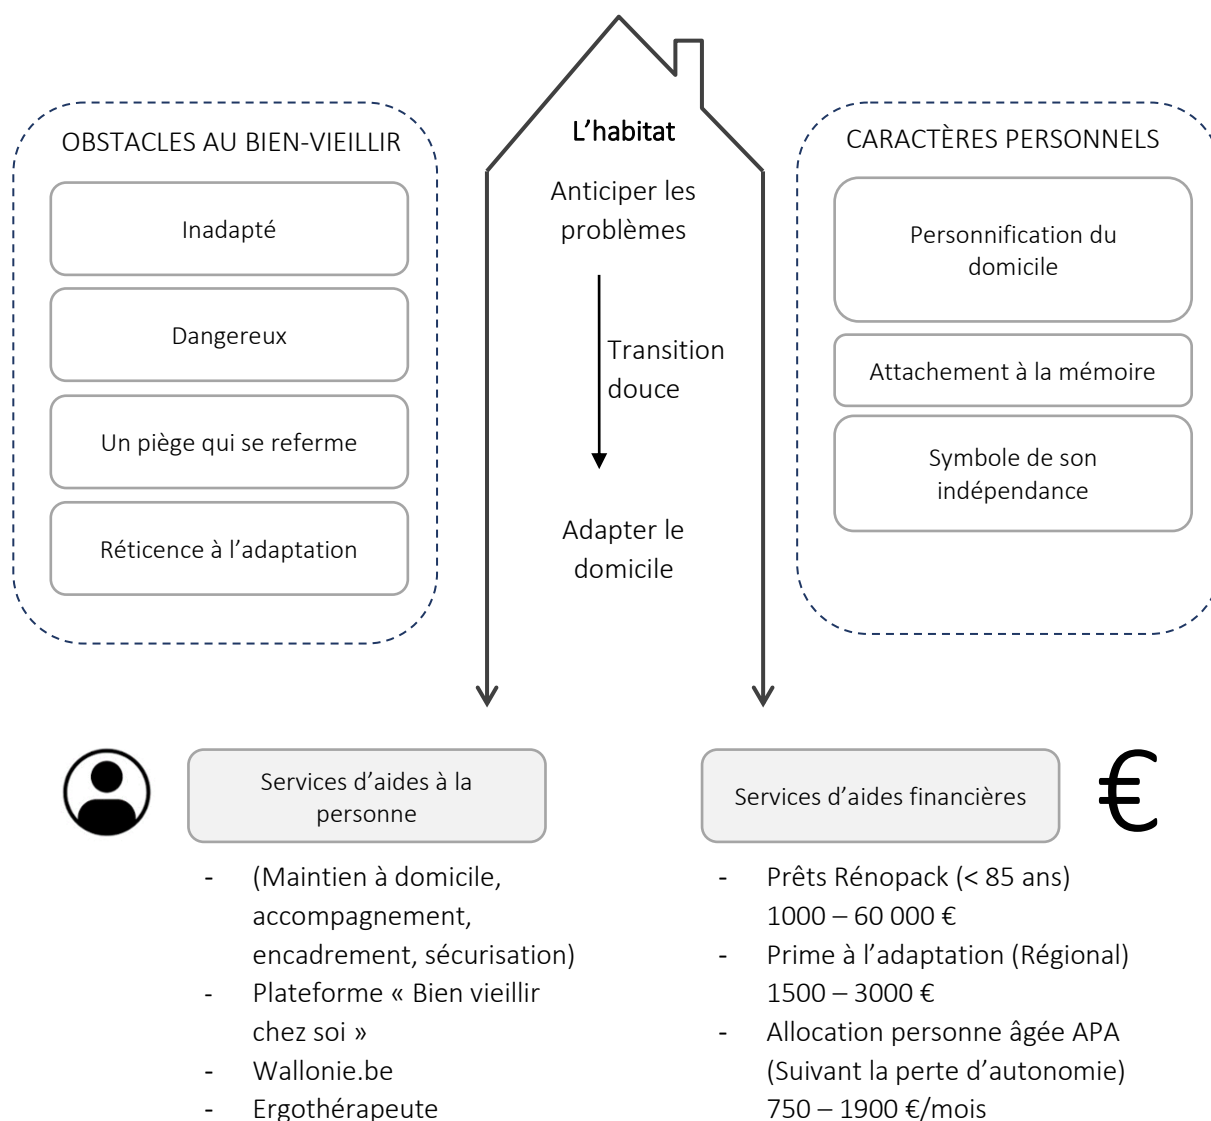 OBSTACLES AU BIEN-VIEILLIR
Inadapté
Dangereux
Un piège qui se referme
Réticence à l'adaptation
L'habitat
Anticiper les
problèmes
Transition
douce
Adapter le
domicile
CARACTÈRES PERSONNELS
Personnification du
domicile
Attachement à la mémoire
Symbole de son
indépendance
Services d'aides à la
personne
- (Maintien à domicile,
accompagnement,
encadrement, sécurisation)
- Plateforme « Bien vieillir
chez soi »
- Wallonie.be
- Ergothérapeute
Services d'aides financières
€
- Prêts Rénopack (< 85 ans)
1000 – 60 000 €
- Prime à l'adaptation (Régional)
1500 – 3000 €
- Allocation personne âgée APA
(Suivant la perte d'autonomie)
750 – 1900 €/mois